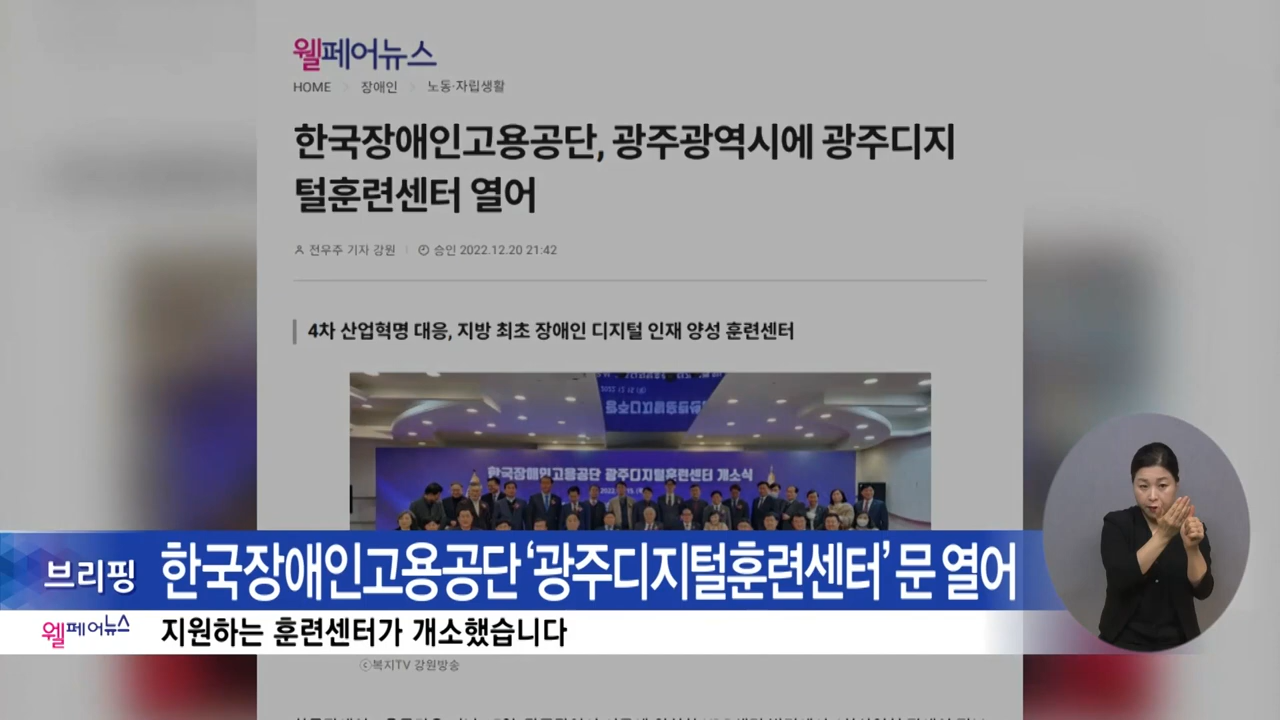 웰페어뉴스
HOME > 장애인 > 노동·자립생활
한국장애인고용공단, 광주광역시에 광주디지
털훈련센터 열어
전우주 기자 강원 | 승인 2022.12.20 21:42
4차 산업혁명 대응, 지방 최초 장애인 디지털 인재 양성 훈련센터
한국장애인고용공단 광주디지털훈련센터 개소식
브리핑 한국장애인고용공단 ‘광주디지털훈련센터’ 문 열어
웰페어뉴스 지원하는 훈련센터가 개소했습니다
ⓒ복지TV 강원방송